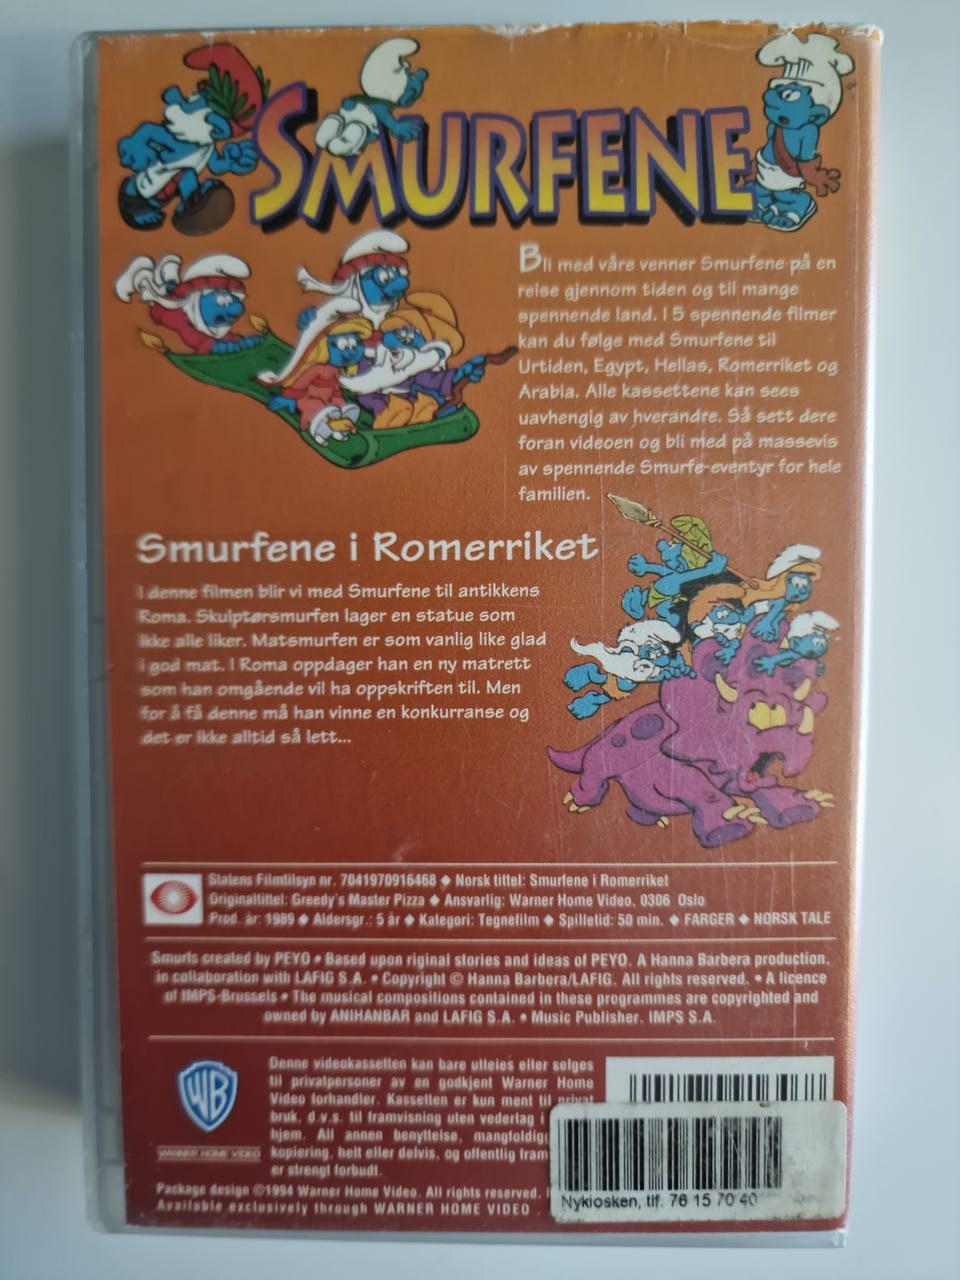 SMURFENE
Bli med våre venner Smurfene på en
reise gjennom tiden og til mange
spennende land. I 5 spennende filmer
kan du følge med Smurfene til
Urtiden, Egypt, Hellas, Romerriket og
Arabia. Alle kassettene kan sees
uavhengig av hverandre. Så sett dere
foran videoen og bli med på massevis
av spennende Smurfe-eventyr for hele
familien.
Smurfene i Romerriket
I denne filmen blir vi med Smurfene til antikkens
Roma. Skulptørsmurfen lager en statue som
ikke alle liker. Matsmurfen er som vanlig like glad
i god mat. I Roma oppdager han en ny matrett
som han omgående vil ha oppskriften til. Men
for å få denne må han vinne en konkurranse og
det er ikke alltid så lett...
Statens Filmtilsyn nr. 7041970916468 ◆ Norsk tittel: Smurfene i Romerriket
Originaltittel: Greedy's Master Pizza ◆ Ansvarlig: Warner Home Video, 0306 Oslo
Prod. år: 1989 ◆ Aldersgr.: 5 år ◆ Kategori: Tegnefilm ◆ Spilletid: 50 min. ◆ FARGER ◆ NORSK TALE
Smurfs created by PEYO • Based upon riginal stories and ideas of PEYO. A Hanna Barbera production,
in collaboration with LAFIG S.A. • Copyright © Hanna Barbera/LAFIG. All rights reserved. • A licence
of IMPS-Brussels • The musical compositions contained in these programmes are copyrighted and
owned by ANIHANBAR and LAFIG S.A. • Music Publisher. IMPS S.A.
WB
WARNER HOME VIDEO
Denne videokassetten kan bare utleies eller selges
til privatpersoner av en godkjent Warner Home
Video forhandler. Kassetten er kun ment til privat
bruk, d.v.s. til framvisning uten vederlag i
hjem. All annen benyttelse, mangfoldig
kopiering, helt eller delvis, og offentlig fram
er strengt forbudt.
Package design ©1994 Warner Home Video. All rights reserved.
Available exclusively through WARNER HOME VIDEO
Nykiosken, tlf. 76 15 70 40